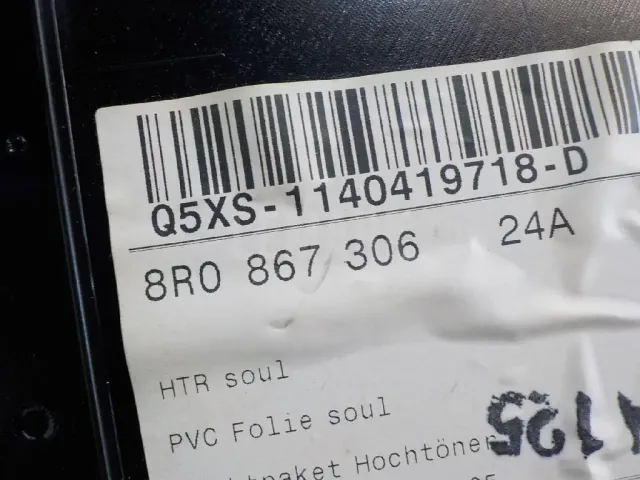 Q5XS-1140419718-D
8R0 867 306 24A
HTR soul
PVC Folie soul
Hochtöner